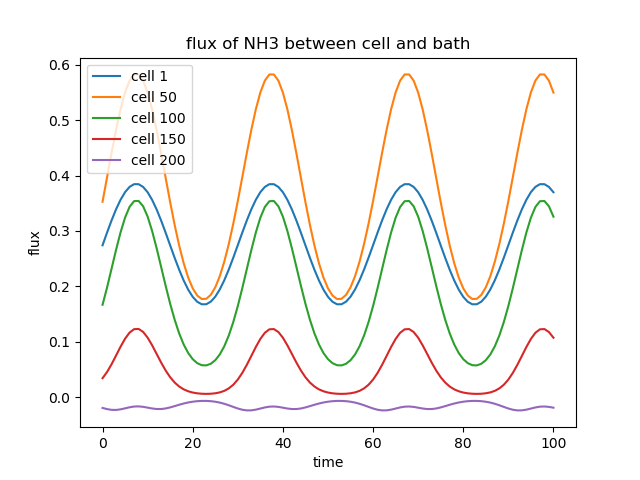 flux of NH3 between cell and bath
cell 1
cell 50
cell 100
cell 150
cell 200
flux
0.6
0.5
0.4
0.3
0.2
0.1
0.0
0
20
40
60
80
100
time